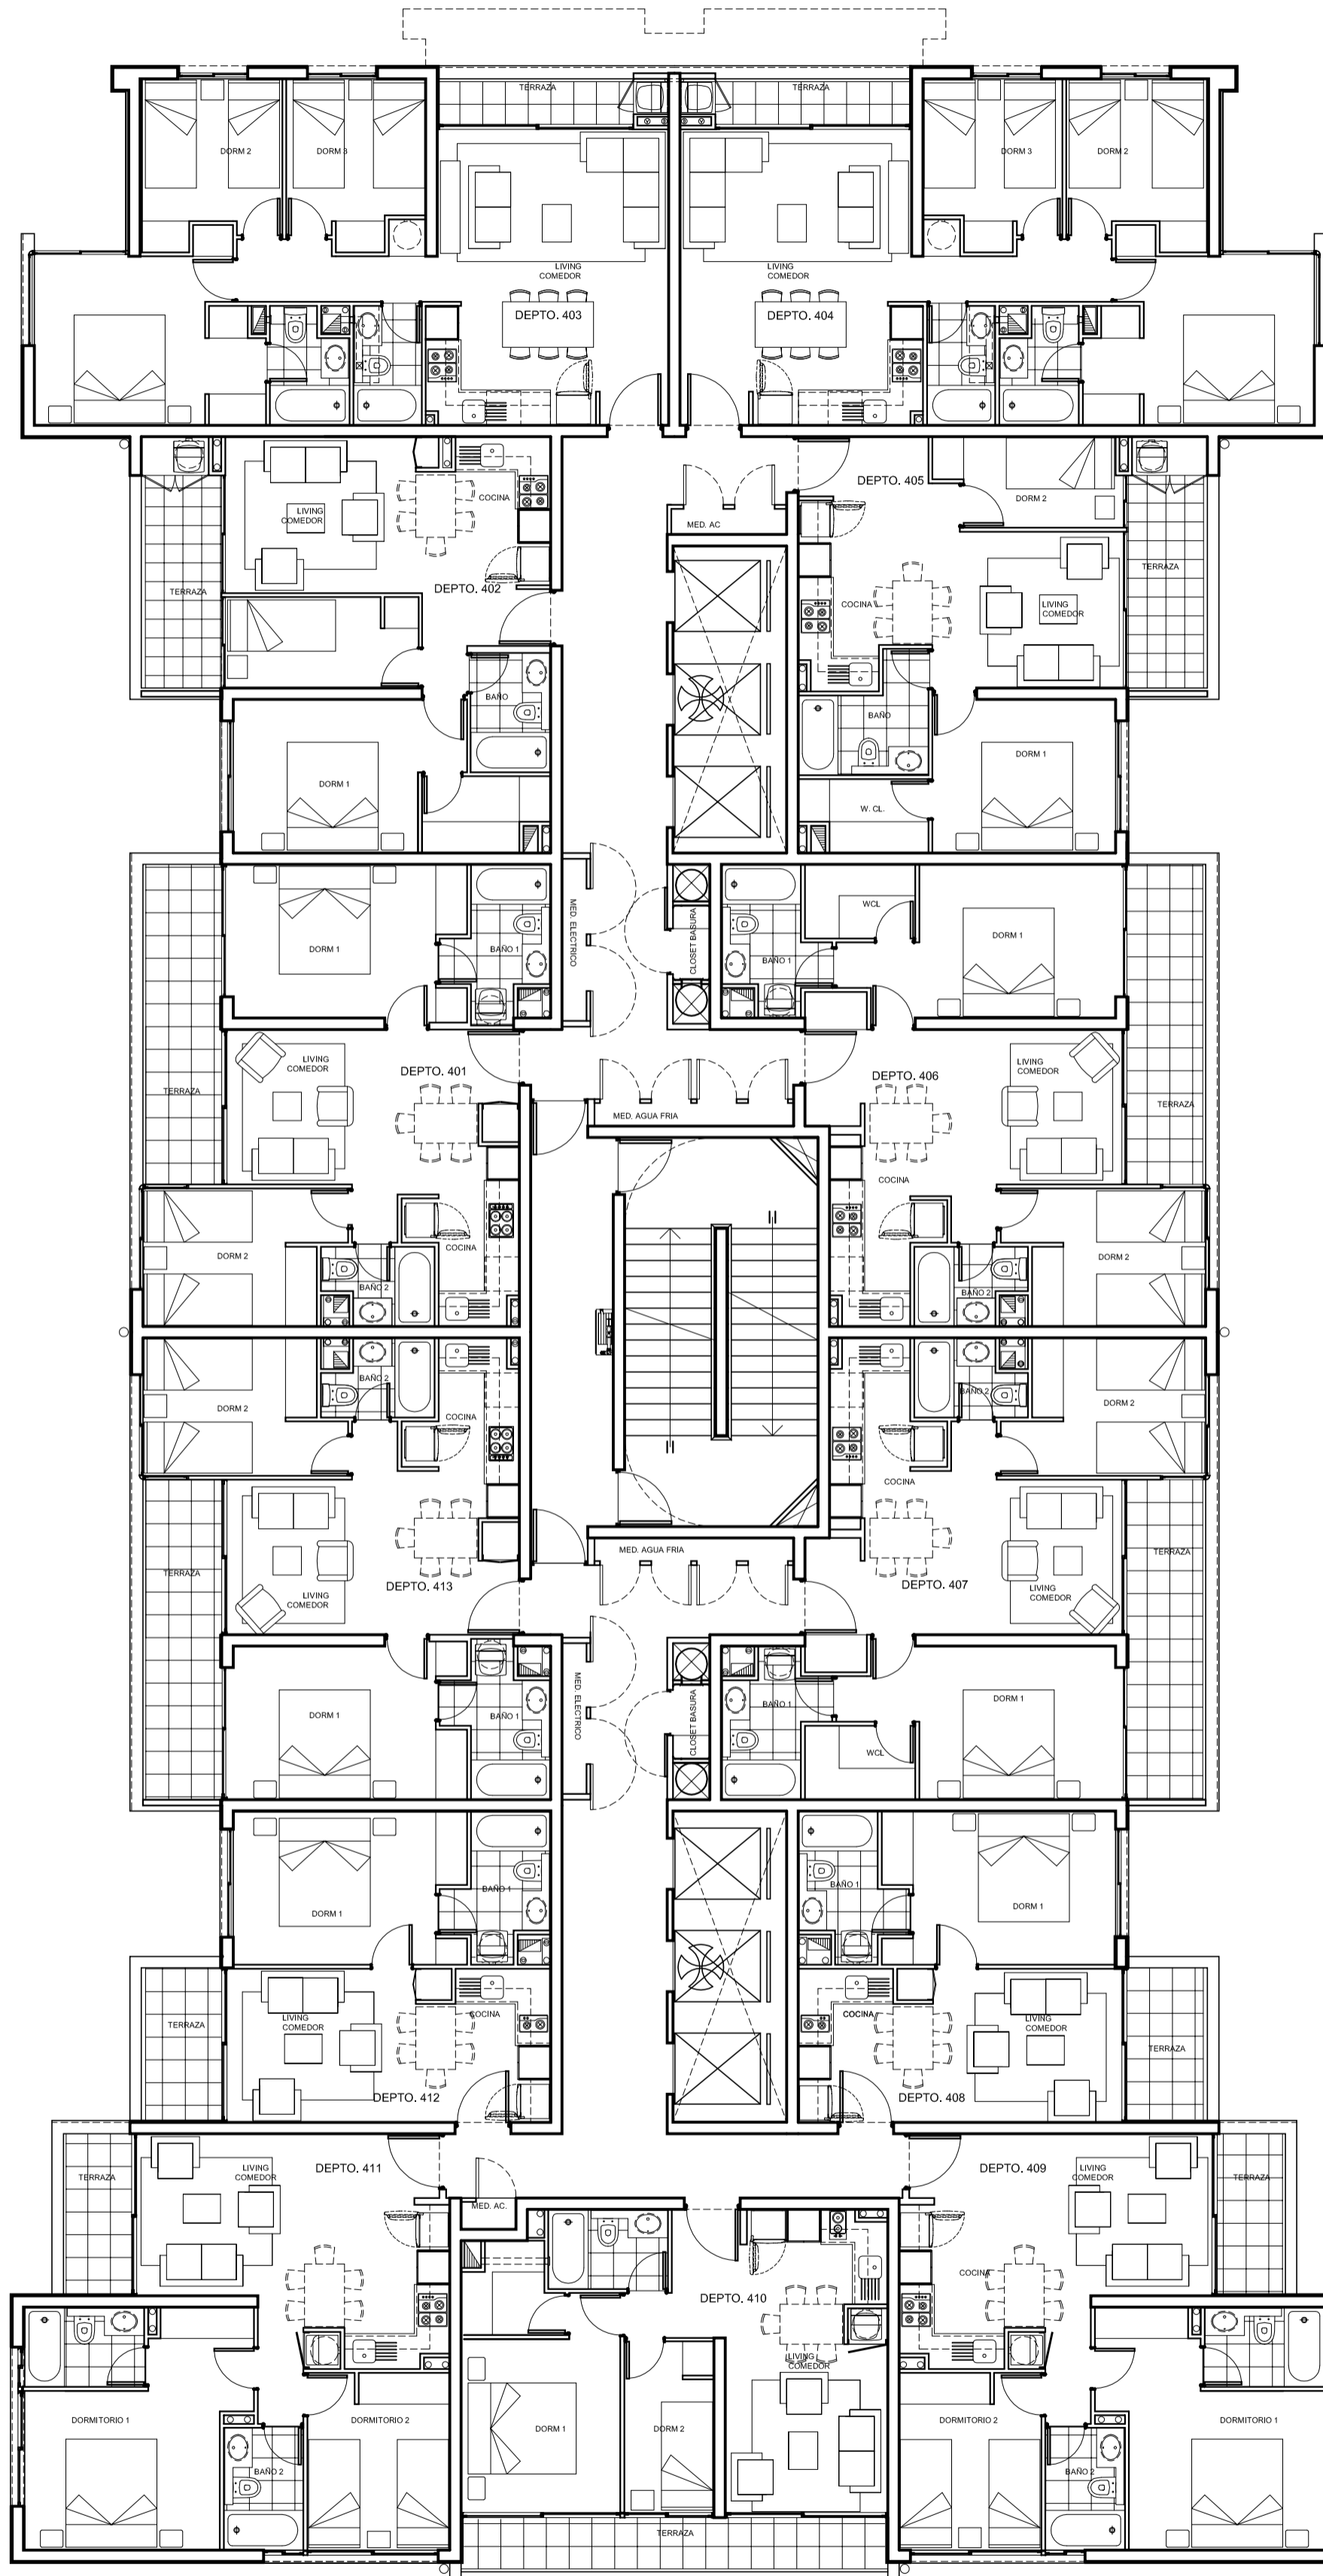 TERRAZA
TERRAZA
DORM 2
DORM 3
DORM 3
DORM 2
LIVING
COMEDOR
LIVING
COMEDOR
DEPTO. 403
DEPTO. 404
DEPTO. 405
COCINA
DORM 2
LIVING
COMEDOR
MED. AC
TERRAZA
DEPTO. 402
TERRAZA
COCINA
LIVING
COMEDOR
BAÑO
BAÑO
DORM 1
DORM 1
W. CL.
MED. ELECTRICO
CLOSET BASURA
WCL
DORM 1
DORM 1
BAÑO 1
BAÑO 1
LIVING
COMEDOR
DEPTO. 401
DEPTO. 406
LIVING
COMEDOR
TERRAZA
TERRAZA
MED. AGUA FRIA
COCINA
DORM 2
COCINA
DORM 2
BAÑO 2
BAÑO 2
BAÑO 2
BAÑO 2
DORM 2
COCINA
DORM 2
COCINA
MED. AGUA FRIA
TERRAZA
TERRAZA
DEPTO. 413
LIVING
COMEDOR
DEPTO. 407
LIVING
COMEDOR
MED. ELECTRICO
CLOSET BASURA
DORM 1
BAÑO 1
BAÑO 1
DORM 1
WCL
BAÑO 1
BAÑO 1
DORM 1
DORM 1
TERRAZA
LIVING
COMEDOR
COCINA
COCINA
LIVING
COMEDOR
TERRAZA
DEPTO. 412
DEPTO. 408
LIVING
COMEDOR
DEPTO. 411
DEPTO. 409
LIVING
COMEDOR
TERRAZA
TERRAZA
MED. AC.
COCINA
DEPTO. 410
LIVING
COMEDOR
DORMITORIO 1
DORMITORIO 2
DORM 1
DORM 2
DORMITORIO 2
DORMITORIO 1
BAÑO 2
BAÑO 2
TERRAZA